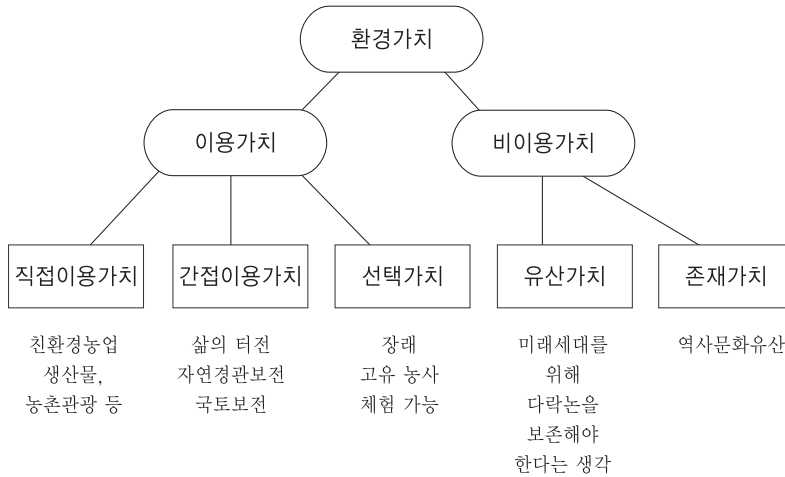 환경가치
이용가치
비이용가치
직접이용가치
간접이용가치
선택가치
유산가치
존재가치
친환경농업
생산물,
농촌관광 등
삶의 터전
자연경관보전
국토보전
장래
고유 농사
체험 가능
미래세대를
위해
다락논을
보존해야
한다는 생각
역사문화유산